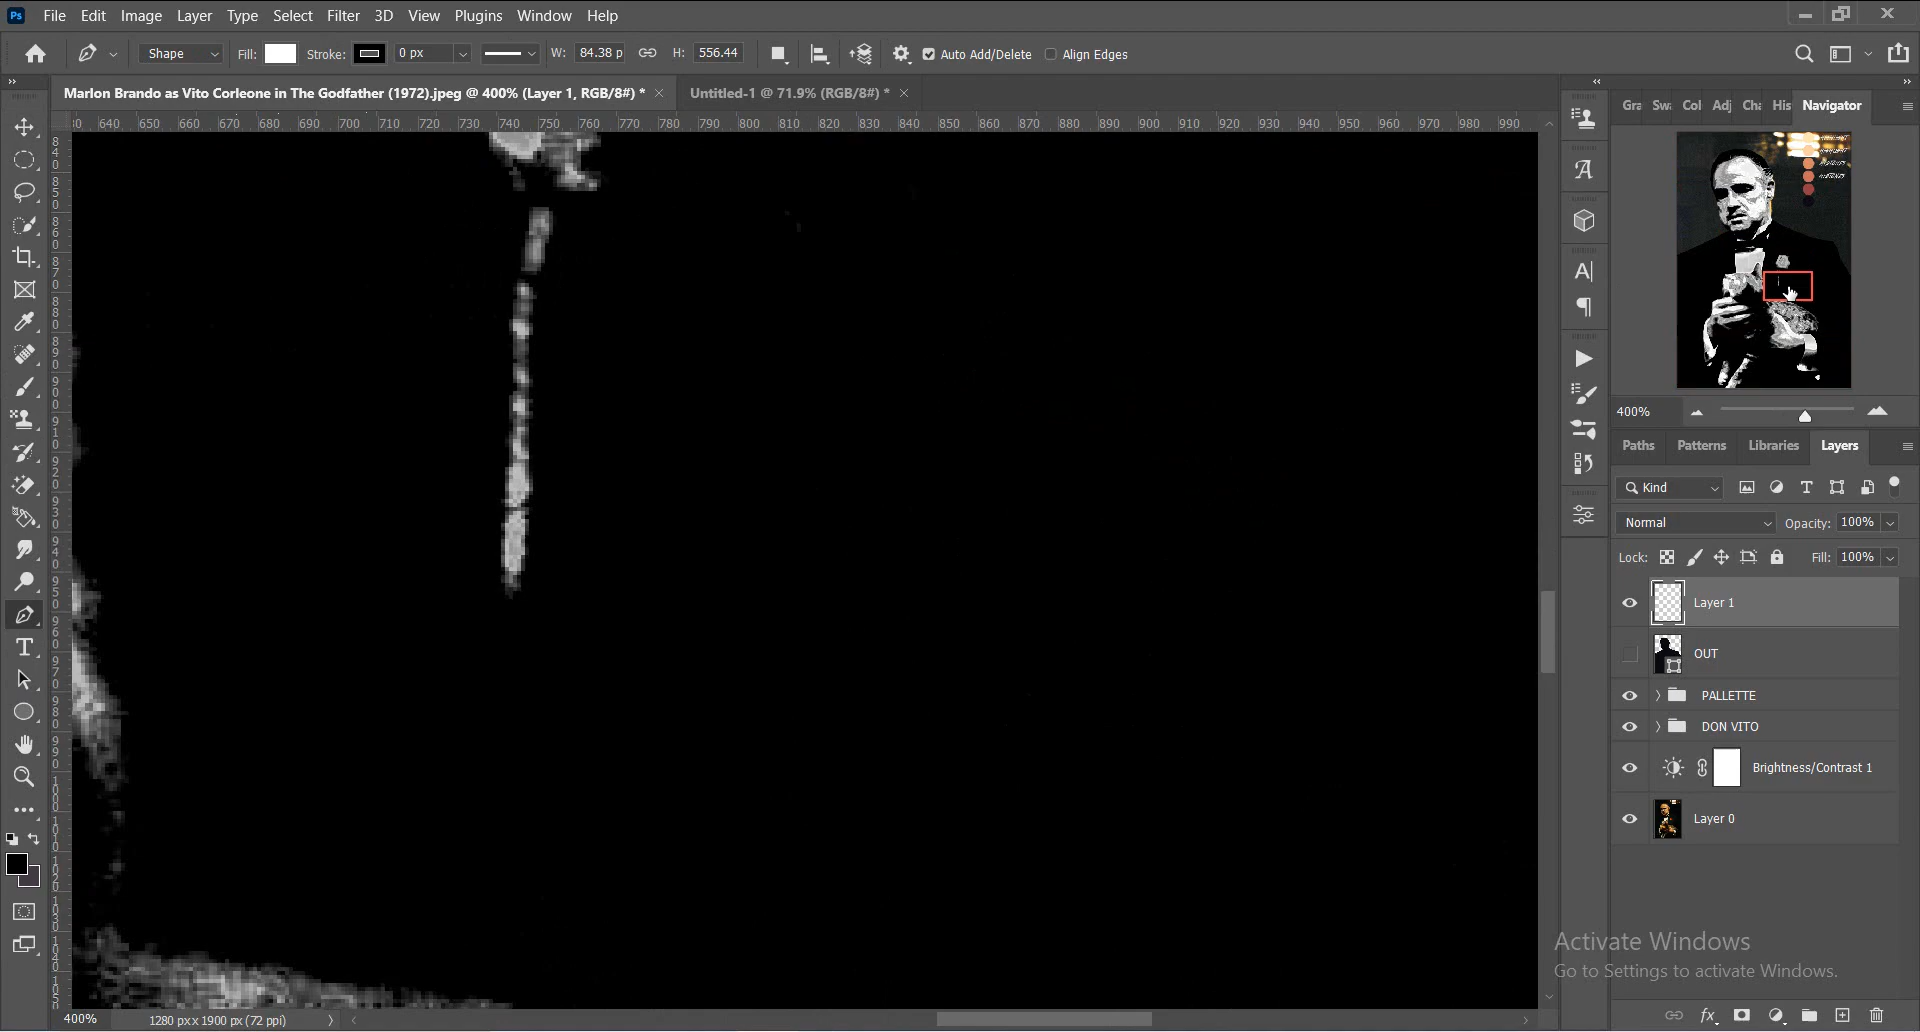 File Edit Image Layer Type Select Filter 3D View Plugins Window Help
Shape Fill: Stroke: 0 px W: 84.38 p H: 556.44 Auto Add/Delete Align Edges
Marlon Brando as Vito Corleone in The Godfather (1972).jpeg @ 400% (Layer 1, RGB/8#) * Untitled-1 @ 71.9% (RGB/8#) *
Gra Swa Col Adj Cha His Navigator
640 650 660 670 680 690 700 710 720 730 740 750 760 770 780 790 800 810 820 830 840 850 860 870 880 890 900 910 920 930 940 950 960 970 980 990
400%
Paths Patterns Libraries Layers
Kind
Normal Opacity: 100%
Lock: Fill: 100%
Layer 1
OUT
PALLETTE
DON VITO
Brightness/Contrast 1
Layer 0
Activate Windows
Go to Settings to activate Windows.
400% 1280 px x 1900 px (72 ppi)